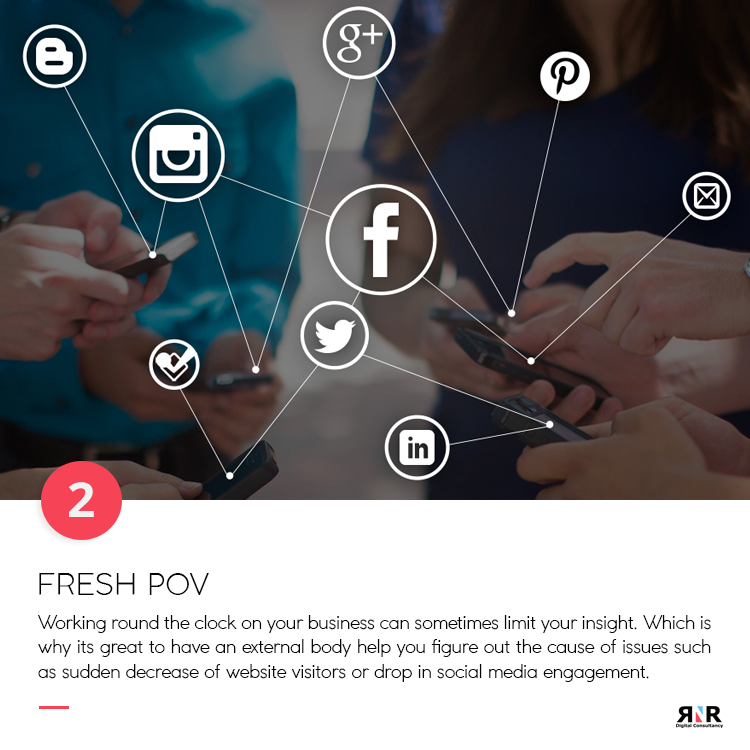 g+
f
in
2
FRESH POV
Working round the clock on your business can sometimes limit your insight. Which is
why its great to have an external body help you figure out the cause of issues such
as sudden decrease of website visitors or drop in social media engagement.
RNR
Digital Consultancy